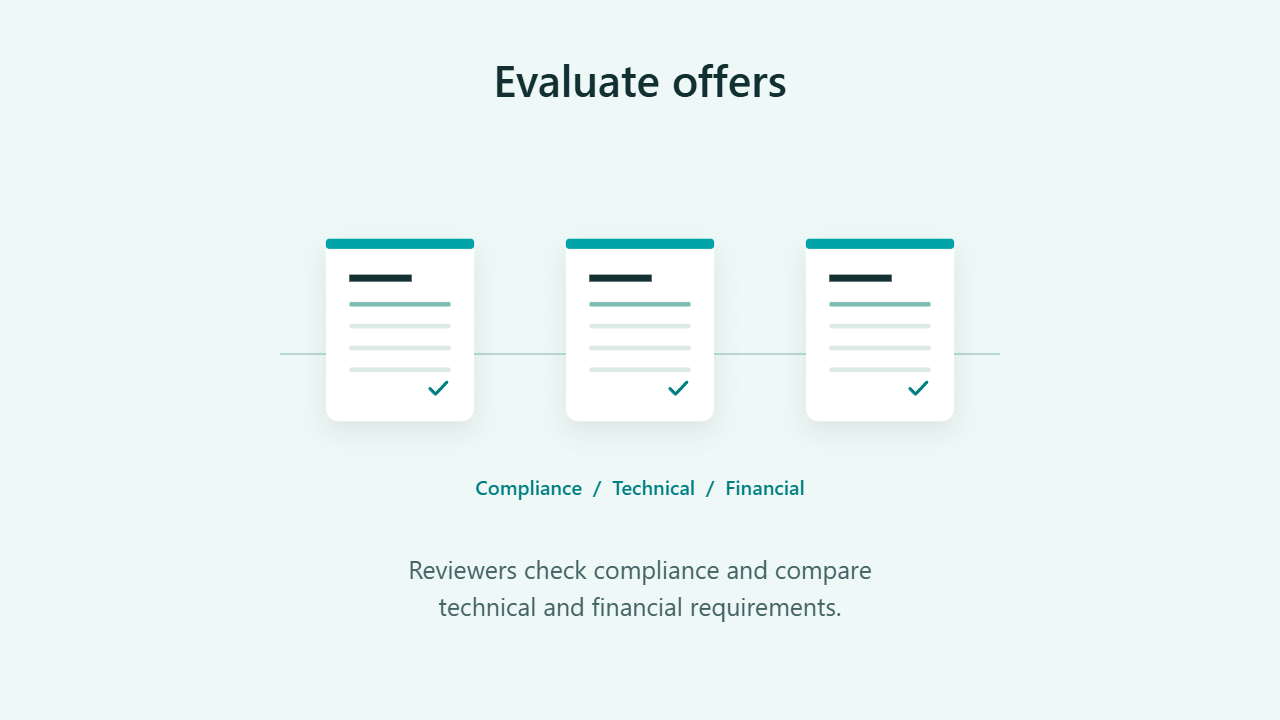 Evaluate offers
Compliance / Technical / Financial
Reviewers check compliance and compare
technical and financial requirements.